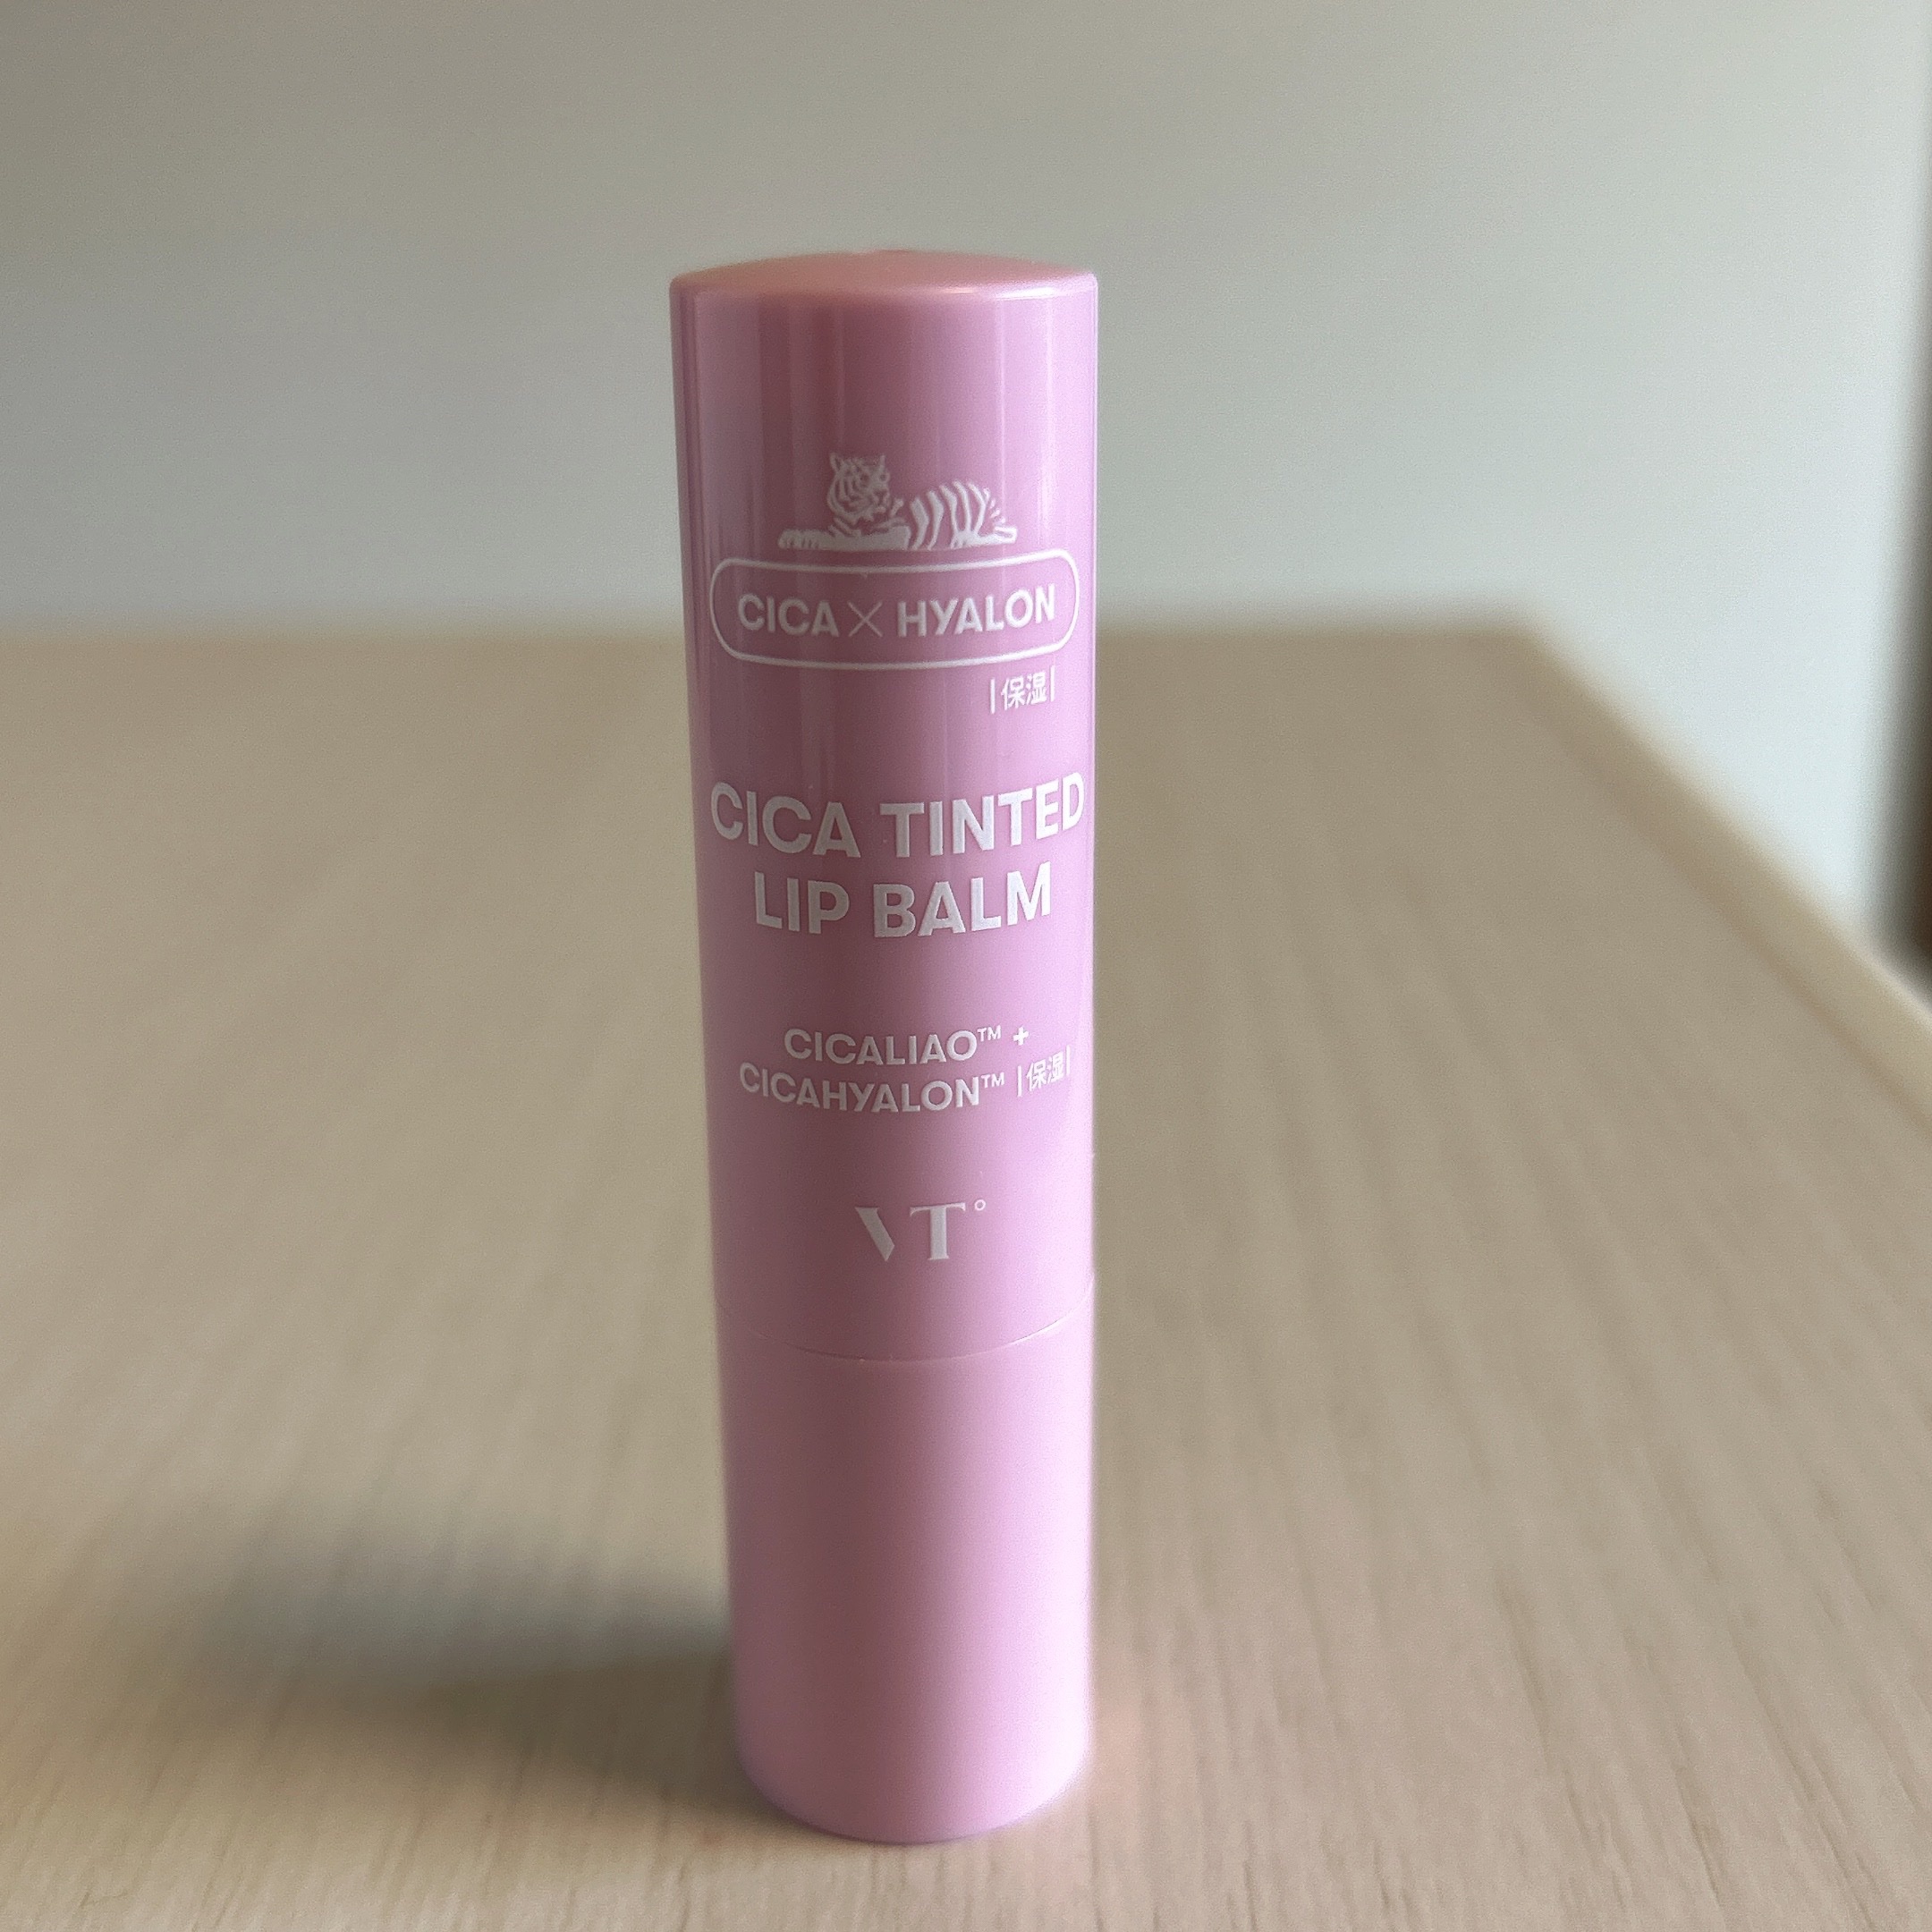 CICA X HYALON
|保湿|
CICA TINTED
LIP BALM
CICALIAO™ +
CICAHYALON™ |保湿|
VT°